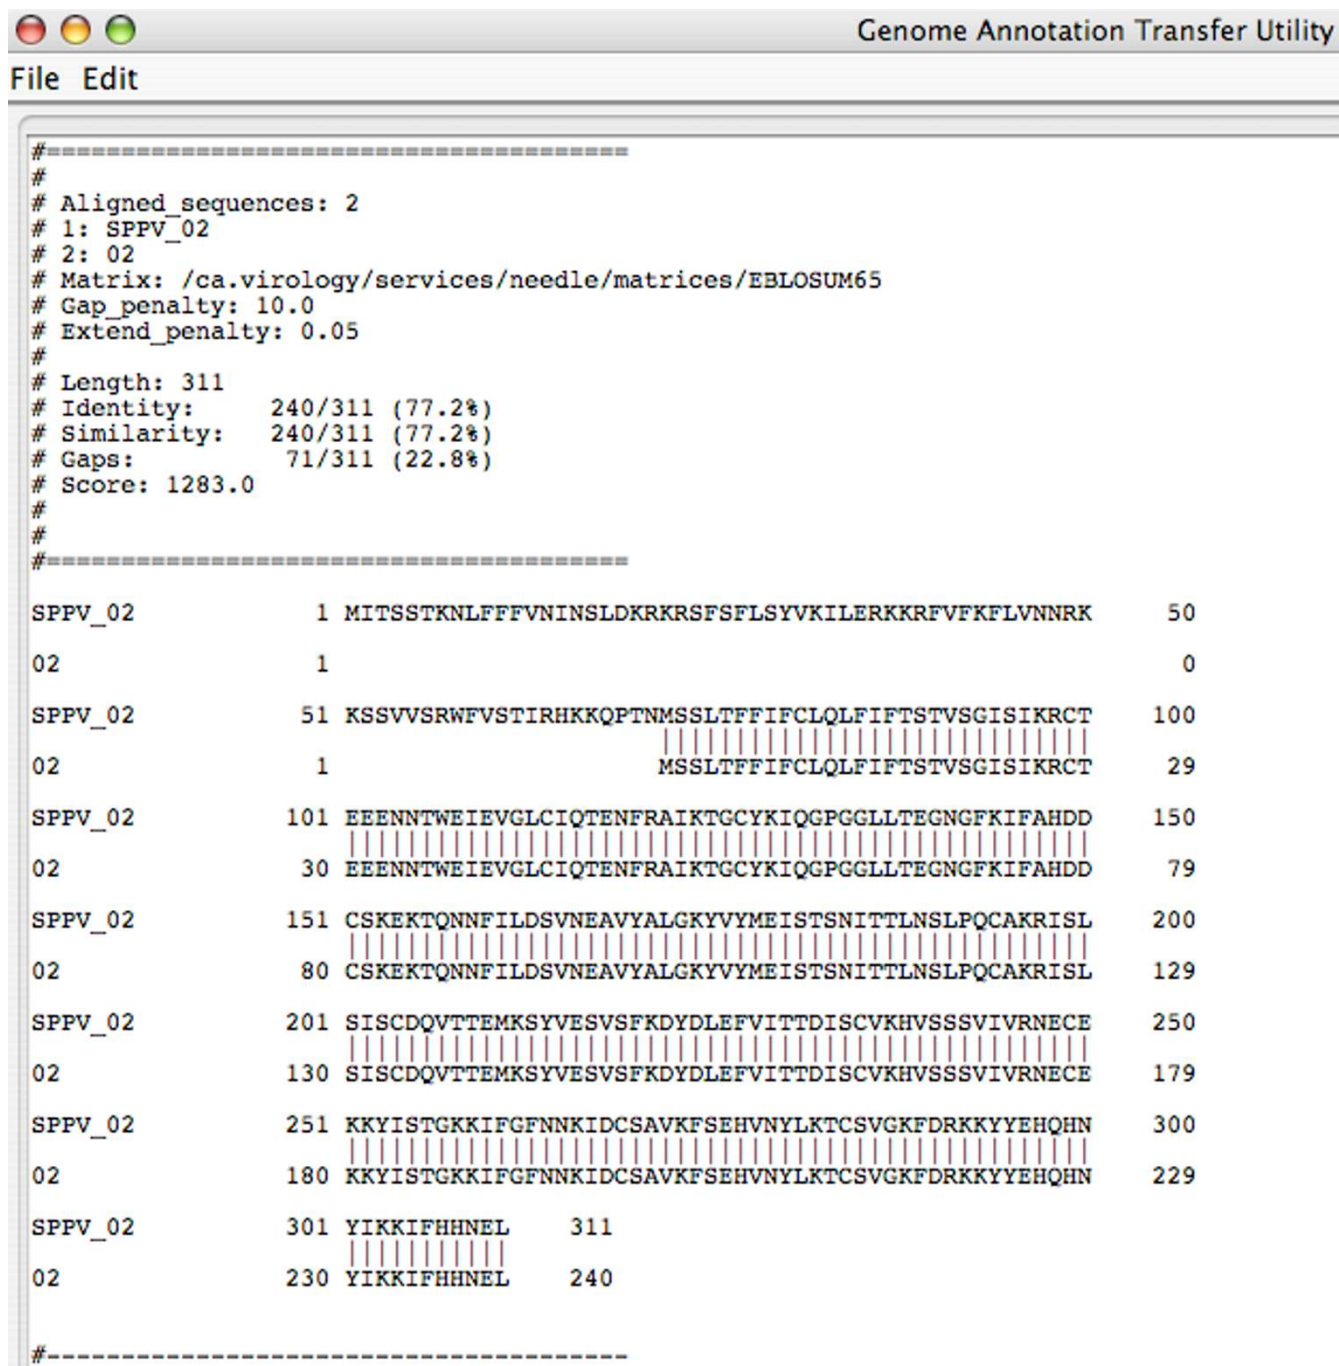 Genome Annotation Transfer Utility
File Edit
#=======================================
#
# Aligned_sequences: 2
# 1: SPPV_02
# 2: 02
# Matrix: /ca.virology/services/needle/matrices/EBLOSUM65
# Gap_penalty: 10.0
# Extend_penalty: 0.05
#
# Length: 311
# Identity: 240/311 (77.2%)
# Similarity: 240/311 (77.2%)
# Gaps: 71/311 (22.8%)
# Score: 1283.0
#
#
#=======================================
SPPV_02 1 MITSSTKNLFFFVNINSLDKRKRSFSFLSYVKILERKKRFVFKFLVNNRK 50
02 1 0
SPPV_02 51 KSSVVSRWFVSTIRHKKQPTNMSSLTFFIFCLQLFIFTSTVSGISIKRCT 100
|||||||||||||||||||||||||||||
02 1 MSSLTFFIFCLQLFIFTSTVSGISIKRCT 29
SPPV_02 101 EEENNTWEIEVGLCIQTENFRAIKTGCYKIQGPGGLLTEGNGFKIFAHDD 150
||||||||||||||||||||||||||||||||||||||||||||||||||
02 30 EEENNTWEIEVGLCIQTENFRAIKTGCYKIQGPGGLLTEGNGFKIFAHDD 79
SPPV_02 151 CSKEKTQNNFILDSVNEAVYALGKYVYMEISTSNITTLNSLPQCAKRISL 200
||||||||||||||||||||||||||||||||||||||||||||||||||
02 80 CSKEKTQNNFILDSVNEAVYALGKYVYMEISTSNITTLNSLPQCAKRISL 129
SPPV_02 201 SISCDQVTTEMKSYVESVSFKDYDLEFVITTDISCVKHVSSSVIVRNECE 250
||||||||||||||||||||||||||||||||||||||||||||||||||
02 130 SISCDQVTTEMKSYVESVSFKDYDLEFVITTDISCVKHVSSSVIVRNECE 179
SPPV_02 251 KKYISTGKKIFGFNNKIDCSAVKFSEHVNYLKTCSVGKFDRKKYYEHQHN 300
||||||||||||||||||||||||||||||||||||||||||||||||||
02 180 KKYISTGKKIFGFNNKIDCSAVKFSEHVNYLKTCSVGKFDRKKYYEHQHN 229
SPPV_02 301 YIKKIFHHNEL 311
|||||||||||
02 230 YIKKIFHHNEL 240
#---------------------------------------